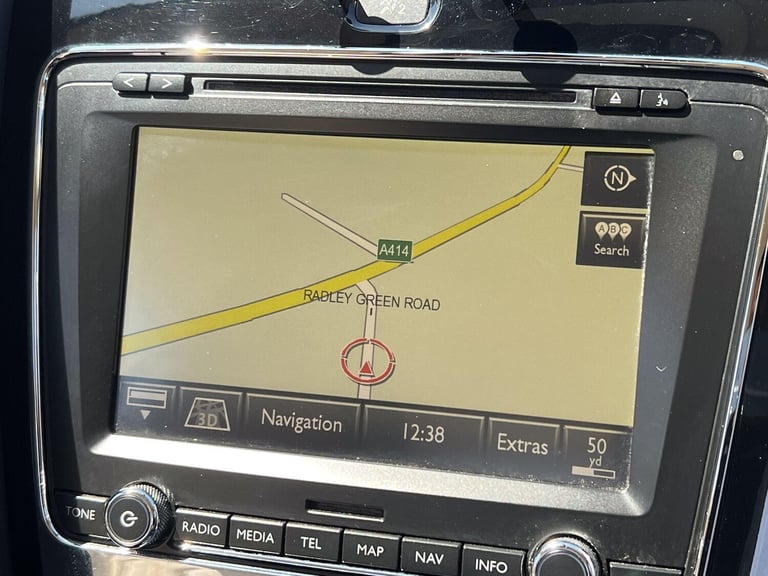 < >
N
A B C
Search
A414
RADLEY GREEN ROAD
3D
Navigation
12:38
Extras
50
yd
TONE
RADIO
MEDIA
TEL
MAP
NAV
INFO